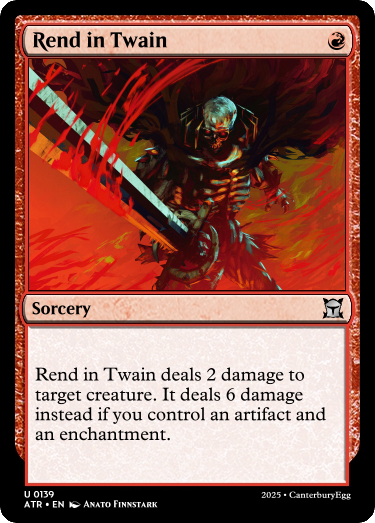 Rend in Twain
Sorcery
Rend in Twain deals 2 damage to
target creature. It deals 6 damage
instead if you control an artifact and
an enchantment.
U 0139
ATR • EN Anato Finnstark
2025 • CanterburyEgg